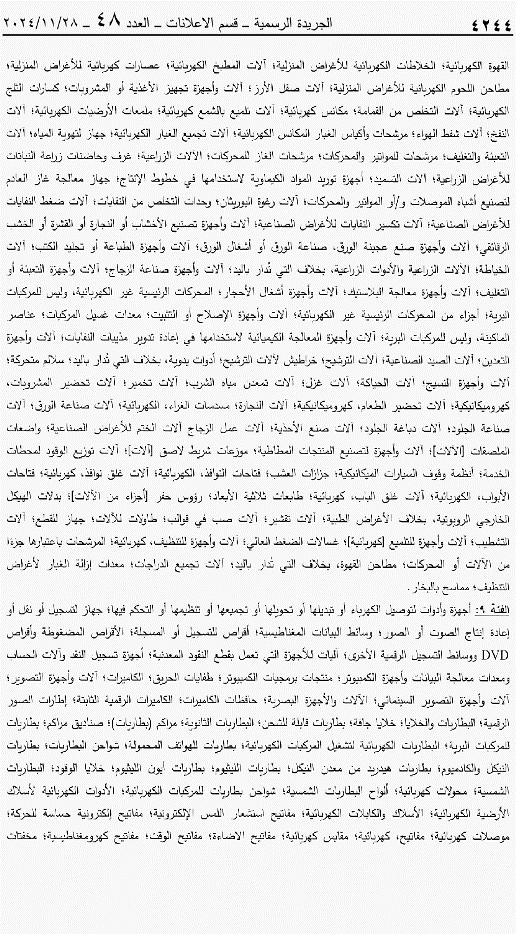 ٤٢٤٤ الجريدة الرسمية – قسم الاعلانات – العدد ٤٨ – ٢٠٢٤/١١/٢٨
القهوة الكهربائية؛ الخلاطات الكهربائية للأغراض المنزلية؛ آلات المطبخ الكهربائية؛ عصارات كهربائية للأغراض المنزلية؛
مطاحن اللحوم الكهربائية للأغراض المنزلية؛ آلات صقل الأرز؛ آلات وأجهزة تجهيز الأغذية أو المشروبات؛ كسارات الثلج
الكهربائية؛ آلات التخلص من القمامة؛ مكانس كهربائية؛ آلات تلميع بالشمع كهربائية؛ ملمعات الأرضيات الكهربائية؛ آلات
النفخ؛ آلات شفط الهواء؛ مرشحات وأكياس الغبار المكانس الكهربائية؛ آلات تجميع الغبار الكهربائية؛ جهاز لتهوية المياه؛ آلات
التعبئة والتغليف؛ مرشحات للمواتير والمحركات؛ مرشحات الغاز للمحركات؛ الآلات الزراعية؛ غرف وحاضنات زراعة النباتات
للأغراض الزراعية؛ آلات التسميد؛ أجهزة توريد المواد الكيماوية لاستخدامها في خطوط الإنتاج؛ جهاز معالجة غاز العادم
لتصنيع أشباه الموصلات و/أو المواتير والمحركات؛ آلات رغوة البوريثان؛ وحدات التخلص من النفايات؛ آلات ضغط النفايات
للأغراض الصناعية؛ آلات تكسير النفايات للأغراض الصناعية؛ آلات وأجهزة تصنيع الأخشاب أو النجارة أو القشرة أو الخشب
الرقائقي؛ آلات وأجهزة صنع عجينة الورق، صناعة الورق أو أشغال الورق؛ آلات وأجهزة الطباعة أو تجليد الكتب؛ آلات
الخياطة؛ الآلات الزراعية والأدوات الزراعية، بخلاف التي تُدار باليد؛ آلات وأجهزة صناعة الزجاج؛ آلات وأجهزة التعبئة أو
التغليف؛ آلات وأجهزة معالجة البلاستيك؛ آلات وأجهزة أشغال الأحجار؛ المحركات الرئيسية غير الكهربائية، وليس للمركبات
البرية؛ أجزاء من المحركات الرئيسية غير الكهربائية؛ آلات وأجهزة الإصلاح أو التثبيت؛ معدات غسيل المركبات؛ عناصر
الماكينة، وليس للمركبات البرية؛ آلات وأجهزة المعالجة الكيميائية لاستخدامها في إعادة تدوير مذيبات النفايات؛ آلات وأجهزة
التعدين؛ آلات الصيد الصناعية؛ آلات الترشيح؛ خراطيش لآلات الترشيح؛ أدوات يدوية، بخلاف التي تُدار باليد؛ سلالم متحركة؛
آلات وأجهزة النسيج؛ آلات الحياكة؛ آلات غزل؛ آلات تمعدن مياه الشرب؛ آلات تخمير؛ آلات تحضير المشروبات،
كهروميكانيكية؛ آلات تحضير الطعام، كهروميكانيكية؛ آلات النجارة؛ مسدسات الغراء، الكهربائية؛ آلات صناعة الورق؛ آلات
صناعة الجلود؛ آلات دباغة الجلود؛ آلات صنع الأحذية؛ آلات عمل الزجاج آلات الختم للأغراض الصناعية؛ واضعات
الملصقات [الآلات]؛ آلات وأجهزة لتصنيع المنتجات المطاطية؛ موزعات شريط لاصق [آلات]؛ آلات توزيع الوقود لمحطات
الخدمة؛ أنظمة وقوف السيارات الميكانيكية؛ جزازات العشب؛ فتاحات النوافذ، الكهربائية؛ آلات غلق نوافذ، كهربائية؛ فتاحات
الأبواب، الكهربائية؛ آلات غلق الباب، كهربائية؛ طابعات ثلاثية الأبعاد؛ رؤوس حفر [أجزاء من الآلات]؛ بدلات الهيكل
الخارجي الروبوتية، بخلاف الأغراض الطبية؛ آلات تقشير؛ آلات صب في قوالب؛ طاولات للآلات؛ جهاز للقطع؛ آلات
التشطيب؛ آلات وأجهزة للتلميع [كهربائية]؛ غسالات الضغط العالي؛ آلات وأجهزة للتنظيف، كهربائية؛ المرشحات باعتبارها جزءا
من الآلات أو المحركات؛ مطاحن القهوة، بخلاف التي تُدار باليد؛ آلات تجميع الدراجات؛ معدات إزالة الغبار لأغراض
التنظيف؛ مماسح بالبخار.
الفئة ٩: أجهزة وأدوات لتوصيل الكهرباء أو تبديلها أو تحويلها أو تجميعها أو تنظيمها أو التحكم فيها؛ جهاز لتسجيل أو نقل أو
إعادة إنتاج الصوت أو الصور؛ وسائط البيانات المغناطيسية؛ أقراص للتسجيل أو المسجلة؛ الأقراص المضغوطة وأقراص
DVD ووسائط التسجيل الرقمية الأخرى؛ آليات للأجهزة التي تعمل بقطع النقود المعدنية؛ أجهزة تسجيل النقد وآلات الحساب
ومعدات معالجة البيانات وأجهزة الكمبيوتر؛ منتجات برمجيات الكمبيوتر؛ طفايات الحريق؛ الكاميرات؛ آلات وأجهزة التصوير؛
آلات وأجهزة التصوير السينمائي؛ الآلات والأجهزة البصرية؛ حافظات الكاميرات؛ الكاميرات الرقمية الثابتة؛ إطارات الصور
الرقمية؛ البطاريات والخلايا؛ خلايا جافة؛ بطاريات قابلة للشحن؛ البطاريات الثانوية؛ مراكم (بطاريات)؛ صناديق مراكم؛ بطاريات
للمركبات البرية؛ البطاريات الكهربائية لتشغيل المركبات الكهربائية؛ بطاريات للهواتف المحمولة؛ شواحن البطاريات؛ بطاريات
النيكل والكادميوم؛ بطاريات هيدريد من معدن النيكل؛ بطاريات الليثيوم؛ بطاريات أيون الليثيوم؛ خلايا الوقود؛ البطاريات
الشمسية؛ محولات كهربائية؛ ألواح البطاريات الشمسية؛ شواحن بطاريات للمركبات الكهربائية؛ الأدوات الكهربائية لأسلاك
الأرضية الكهربائية؛ الأسلاك والكابلات الكهربائية؛ مفاتيح استشعار اللمس الإلكترونية؛ مفاتيح إلكترونية حساسة للحركة؛
موصلات كهربائية؛ مفاتيح، كهربائية؛ مقابس كهربائية؛ مفاتيح الاضاءة؛ مفاتيح الوقت؛ مفاتيح كهرومغناطيسية؛ مخفتات